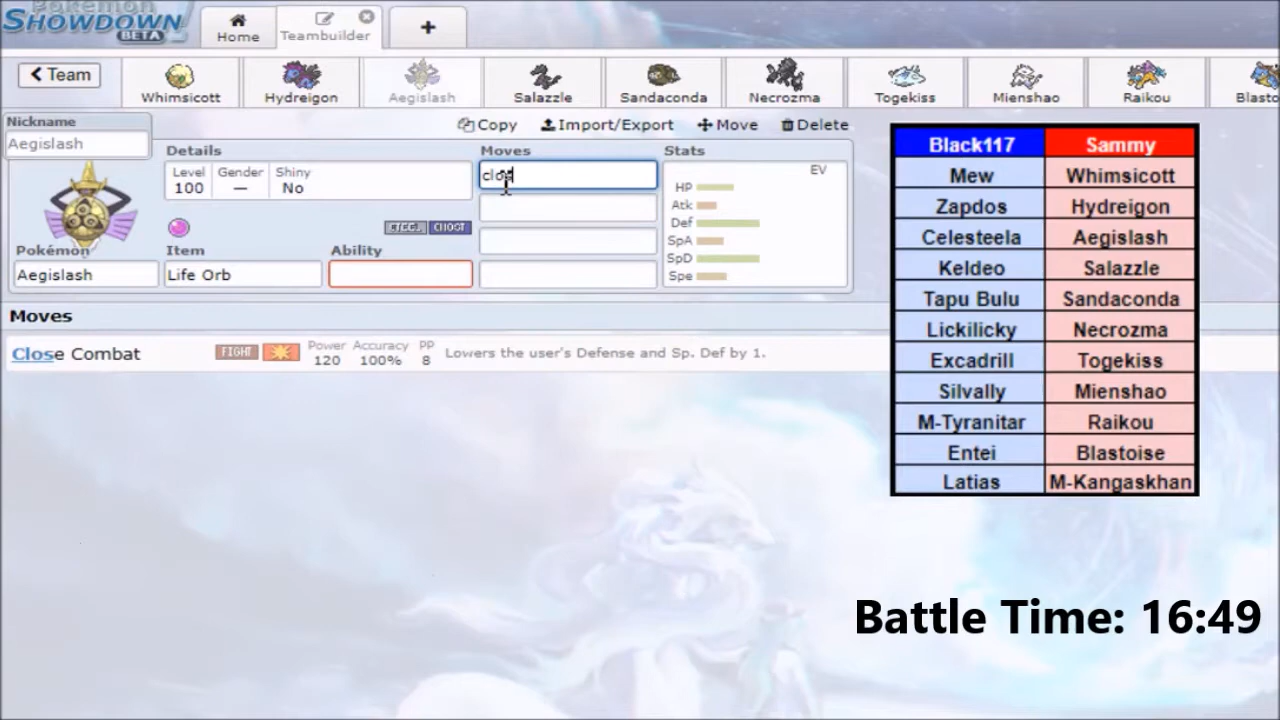 Pokémon
SHOWDOWN
BETA
Home
Teambuilder
+
Team
Whimsicott
Hydreigon
Aegislash
Salazzle
Sandaconda
Necrozma
Togekiss
Mienshao
Raikou
Blasto
Nickname
Aegislash
Copy
Import/Export
Move
Delete
Details
Level
100
Gender
—
Shiny
No
Moves
clos
Stats
EV
HP
Atk
Def
SpA
SpD
Spe
STEEL GHOST
Pokémon
Aegislash
Item
Life Orb
Ability
Moves
Close Combat FIGHT Power 120 Accuracy 100% PP 8 Lowers the user's Defense and Sp. Def by 1.
Black117 Sammy
Mew Whimsicott
Zapdos Hydreigon
Celesteela Aegislash
Keldeo Salazzle
Tapu Bulu Sandaconda
Lickilicky Necrozma
Excadrill Togekiss
Silvally Mienshao
M-Tyranitar Raikou
Entei Blastoise
Latias M-Kangaskhan
Battle Time: 16:49